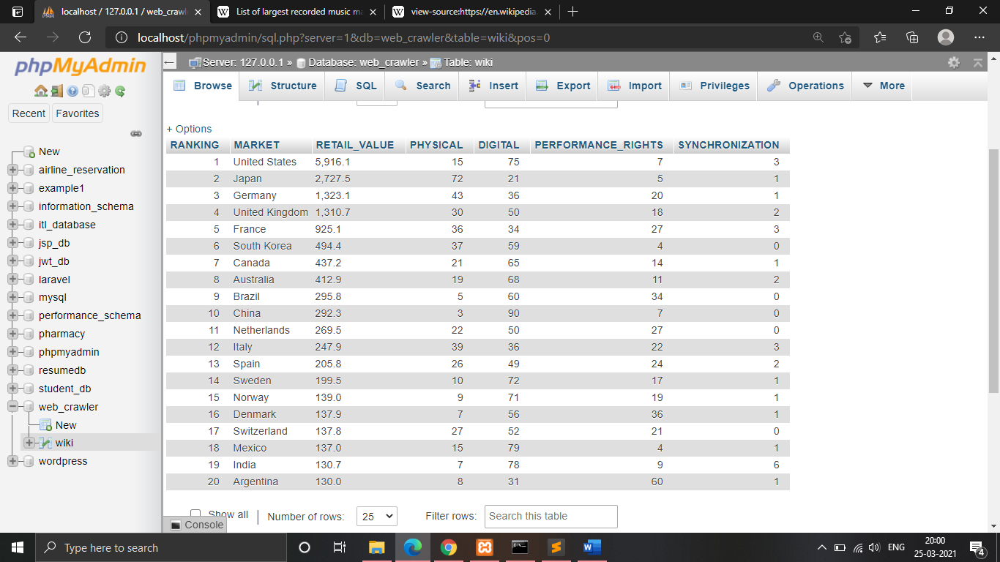 localhost / 127.0.0.1 / web_crawl
List of largest recorded music ma
view-source:https://en.wikipedia.
localhost/phpmyadmin/sql.php?server=1&db=web_crawler&table=wiki&pos=0
phpMyAdmin
Recent Favorites
New
airline_reservation
example1
information_schema
itl_database
jsp_db
jwt_db
laravel
mysql
performance_schema
pharmacy
phpmyadmin
resumedb
student_db
web_crawler
New
wiki
wordpress
Server: 127.0.0.1 » Database: web_crawler » Table: wiki
Browse Structure SQL Search Insert Export Import Privileges Operations More
+ Options
RANKING MARKET RETAIL_VALUE PHYSICAL DIGITAL PERFORMANCE_RIGHTS SYNCHRONIZATION
1 United States 5,916.1 15 75 7 3
2 Japan 2,727.5 72 21 5 1
3 Germany 1,323.1 43 36 20 1
4 United Kingdom 1,310.7 30 50 18 2
5 France 925.1 36 34 27 3
6 South Korea 494.4 37 59 4 0
7 Canada 437.2 21 65 14 1
8 Australia 412.9 19 68 11 2
9 Brazil 295.8 5 60 34 0
10 China 292.3 3 90 7 0
11 Netherlands 269.5 22 50 27 0
12 Italy 247.9 39 36 22 3
13 Spain 205.8 26 49 24 2
14 Sweden 199.5 10 72 17 1
15 Norway 139.0 9 71 19 1
16 Denmark 137.9 7 56 36 1
17 Switzerland 137.8 27 52 21 0
18 Mexico 137.0 15 79 4 1
19 India 130.7 7 78 9 6
20 Argentina 130.0 8 31 60 1
Show all Number of rows: 25 Filter rows: Search this table
Console
Type here to search
ENG
20:00
25-03-2021
4